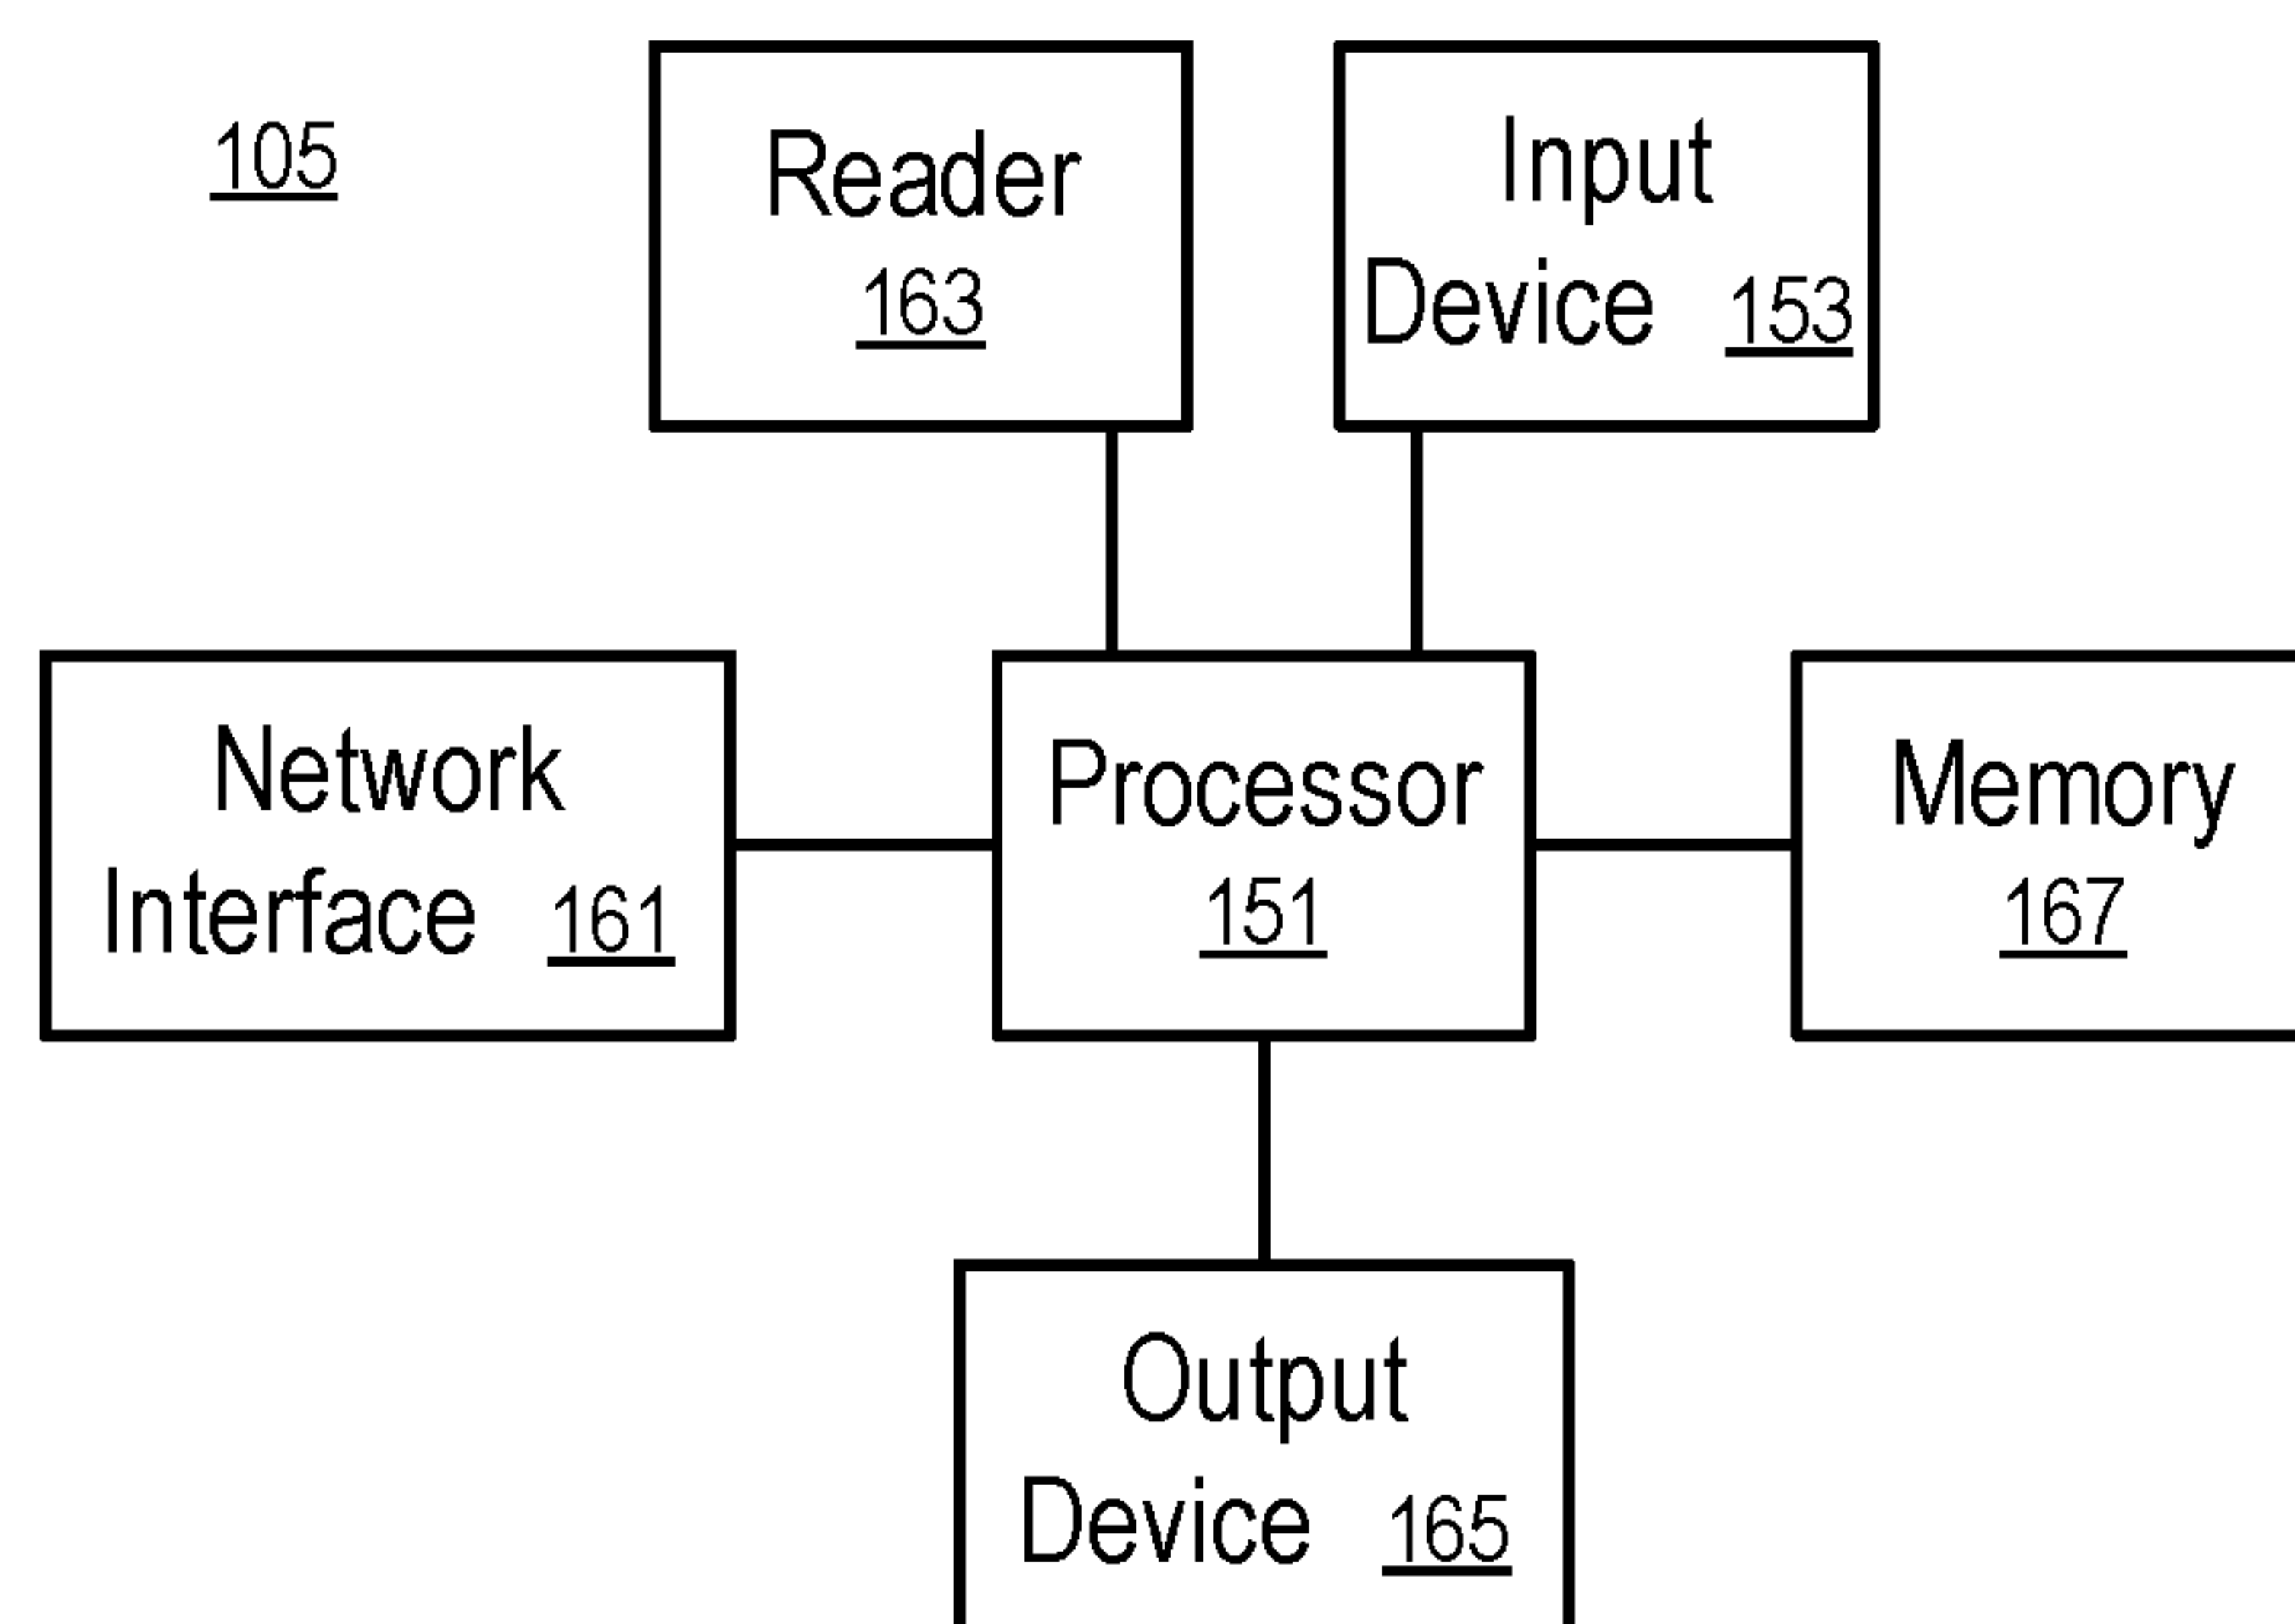 105
Reader
163
Input
Device 153
Network
Interface 161
Processor
151
Memory
167
Output
Device 165